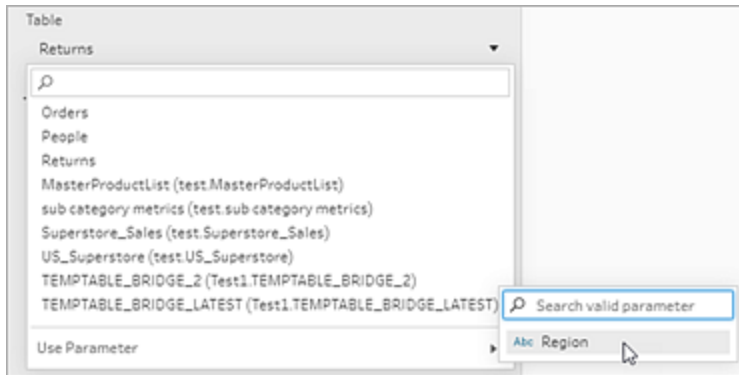 Table
Returns
Orders
People
Returns
MasterProductList (test.MasterProductList)
sub category metrics (test.sub category metrics)
Superstore_Sales (test.Superstore_Sales)
US_Superstore (test.US_Superstore)
TEMPTABLE_BRIDGE_2 (Test1.TEMPTABLE_BRIDGE_2)
TEMPTABLE_BRIDGE_LATEST (Test1.TEMPTABLE_BRIDGE_LATEST)
Search valid parameter
Use Parameter
Abc Region